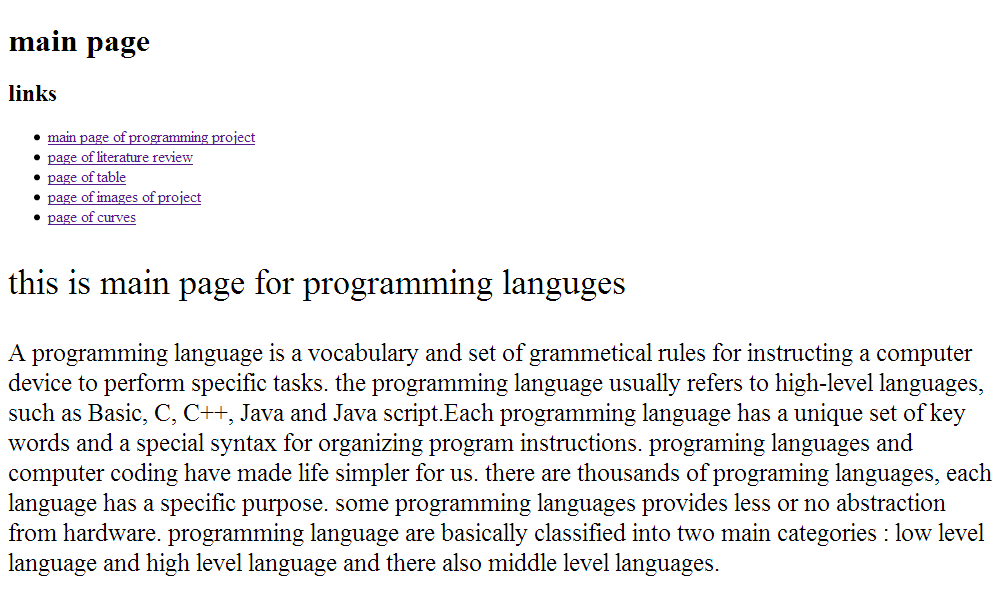 main page
links
main page of programming project
page of literature review
page of table
page of images of project
page of curves
this is main page for programming languges
A programming language is a vocabulary and set of grammetical rules for instructing a computer
device to perform specific tasks. the programming language usually refers to high-level languages,
such as Basic, C, C++, Java and Java script.Each programming language has a unique set of key
words and a special syntax for organizing program instructions. programing languages and
computer coding have made life simpler for us. there are thousands of programing languages, each
language has a specific purpose. some programming languages provides less or no abstraction
from hardware. programming language are basically classified into two main categories : low level
language and high level language and there also middle level languages.